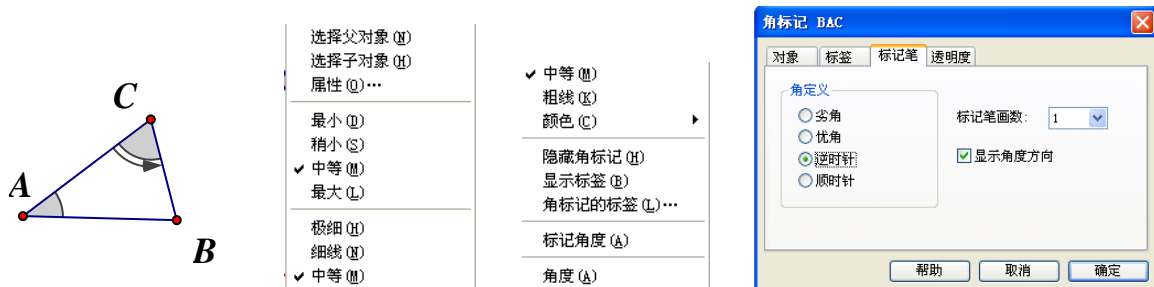 C
A
B
选择父对象(N)
选择子对象(H)
属性(O)…
最小(D)
稍小(S)
✓ 中等(M)
最大(L)
极细(H)
细线(N)
✓ 中等(M)
✓ 中等(M)
粗线(K)
颜色(C)
隐藏角标记(H)
显示标签(B)
角标记的标签(L)…
标记角度(A)
角度(A)
角标记 BAC
对象 标签 标记笔 透明度
角定义
劣角
优角
逆时针
顺时针
标记笔画数: 1
显示角度方向
帮助 取消 确定